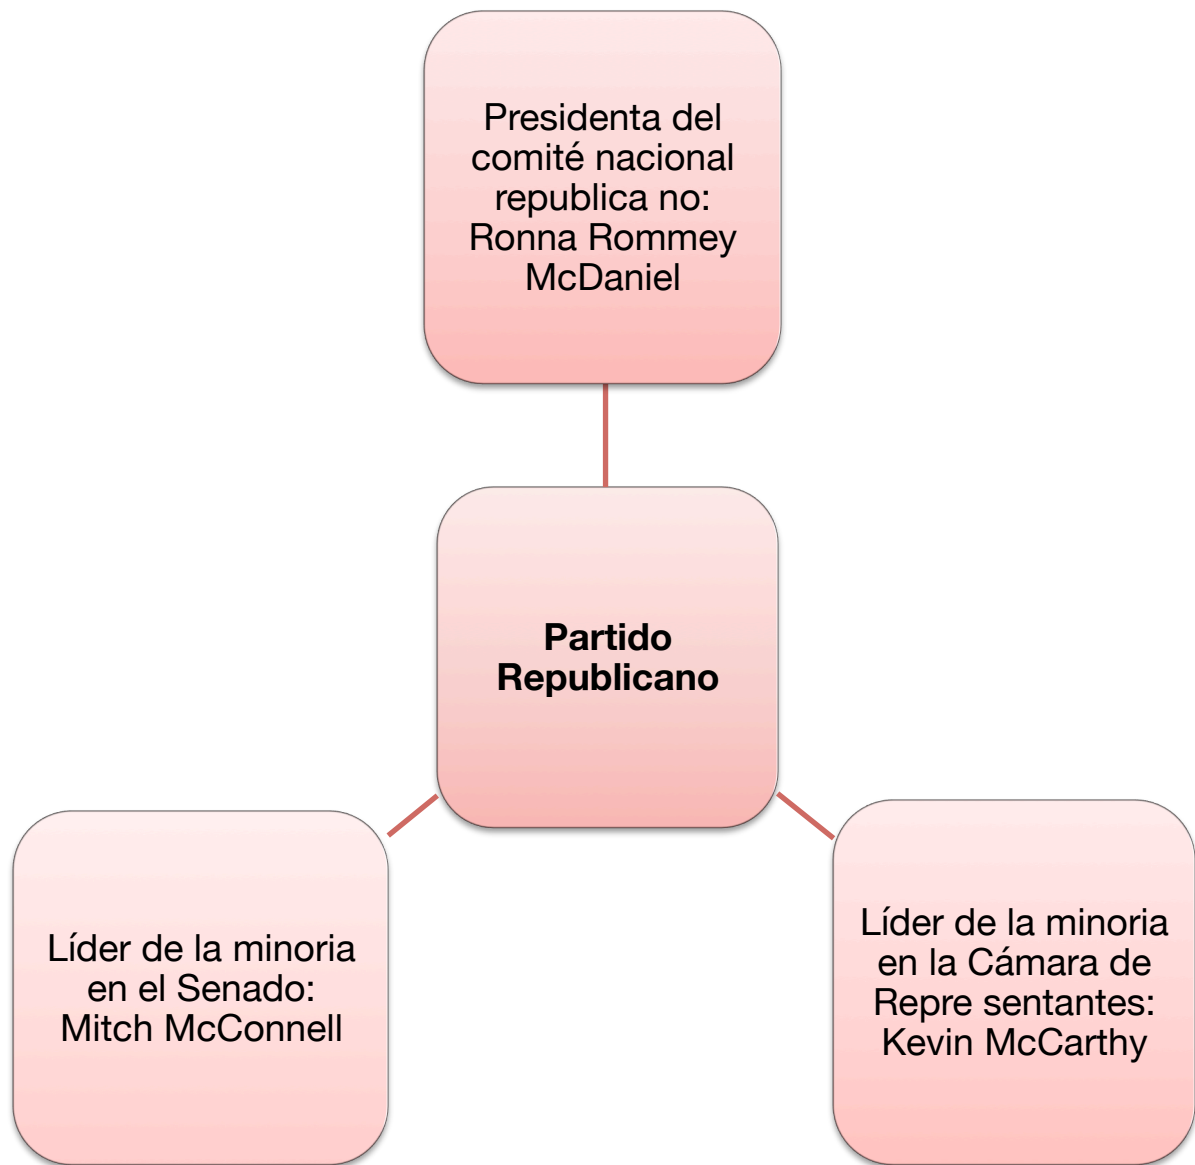 Presidenta del
comité nacional
republica no:
Ronna Rommey
McDaniel
Partido
Republicano
Líder de la minoria
en el Senado:
Mitch McConnell
Líder de la minoria
en la Cámara de
Repre sentantes:
Kevin McCarthy